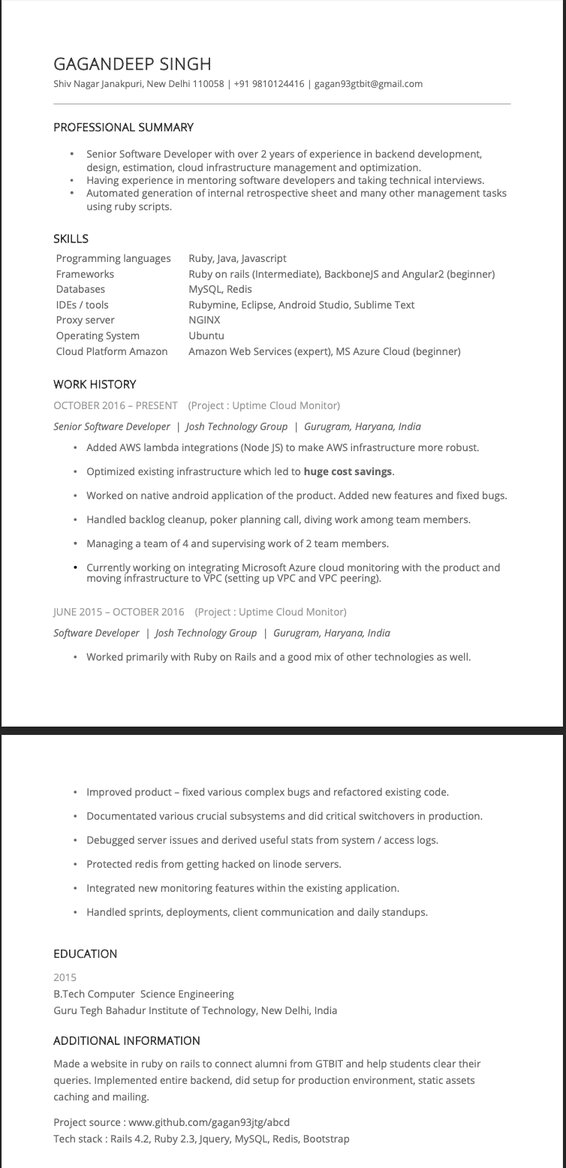 GAGANDEEP SINGH
Shiv Nagar Janakpuri, New Delhi 110058 | +91 9810124416 | gagan93gtbit@gmail.com
PROFESSIONAL SUMMARY
• Senior Software Developer with over 2 years of experience in backend development,
design, estimation, cloud infrastructure management and optimization.
• Having experience in mentoring software developers and taking technical interviews.
• Automated generation of internal retrospective sheet and many other management tasks
using ruby scripts.
SKILLS
Programming languages Ruby, Java, Javascript
Frameworks Ruby on rails (Intermediate), BackboneJS and Angular2 (beginner)
Databases MySQL, Redis
IDEs / tools Rubymine, Eclipse, Android Studio, Sublime Text
Proxy server NGINX
Operating System Ubuntu
Cloud Platform Amazon Amazon Web Services (expert), MS Azure Cloud (beginner)
WORK HISTORY
OCTOBER 2016 – PRESENT (Project : Uptime Cloud Monitor)
Senior Software Developer | Josh Technology Group | Gurugram, Haryana, India
• Added AWS lambda integrations (Node JS) to make AWS infrastructure more robust.
• Optimized existing infrastructure which led to huge cost savings.
• Worked on native android application of the product. Added new features and fixed bugs.
• Handled backlog cleanup, poker planning call, diving work among team members.
• Managing a team of 4 and supervising work of 2 team members.
• Currently working on integrating Microsoft Azure cloud monitoring with the product and
moving infrastructure to VPC (setting up VPC and VPC peering).
JUNE 2015 – OCTOBER 2016 (Project : Uptime Cloud Monitor)
Software Developer | Josh Technology Group | Gurugram, Haryana, India
• Worked primarily with Ruby on Rails and a good mix of other technologies as well.
• Improved product – fixed various complex bugs and refactored existing code.
• Documentated various crucial subsystems and did critical switchovers in production.
• Debugged server issues and derived useful stats from system / access logs.
• Protected redis from getting hacked on linode servers.
• Integrated new monitoring features within the existing application.
• Handled sprints, deployments, client communication and daily standups.
EDUCATION
2015
B.Tech Computer Science Engineering
Guru Tegh Bahadur Institute of Technology, New Delhi, India
ADDITIONAL INFORMATION
Made a website in ruby on rails to connect alumni from GTBIT and help students clear their
queries. Implemented entire backend, did setup for production environment, static assets
caching and mailing.
Project source : www.github.com/gagan93jtg/abcd
Tech stack : Rails 4.2, Ruby 2.3, Jquery, MySQL, Redis, Bootstrap